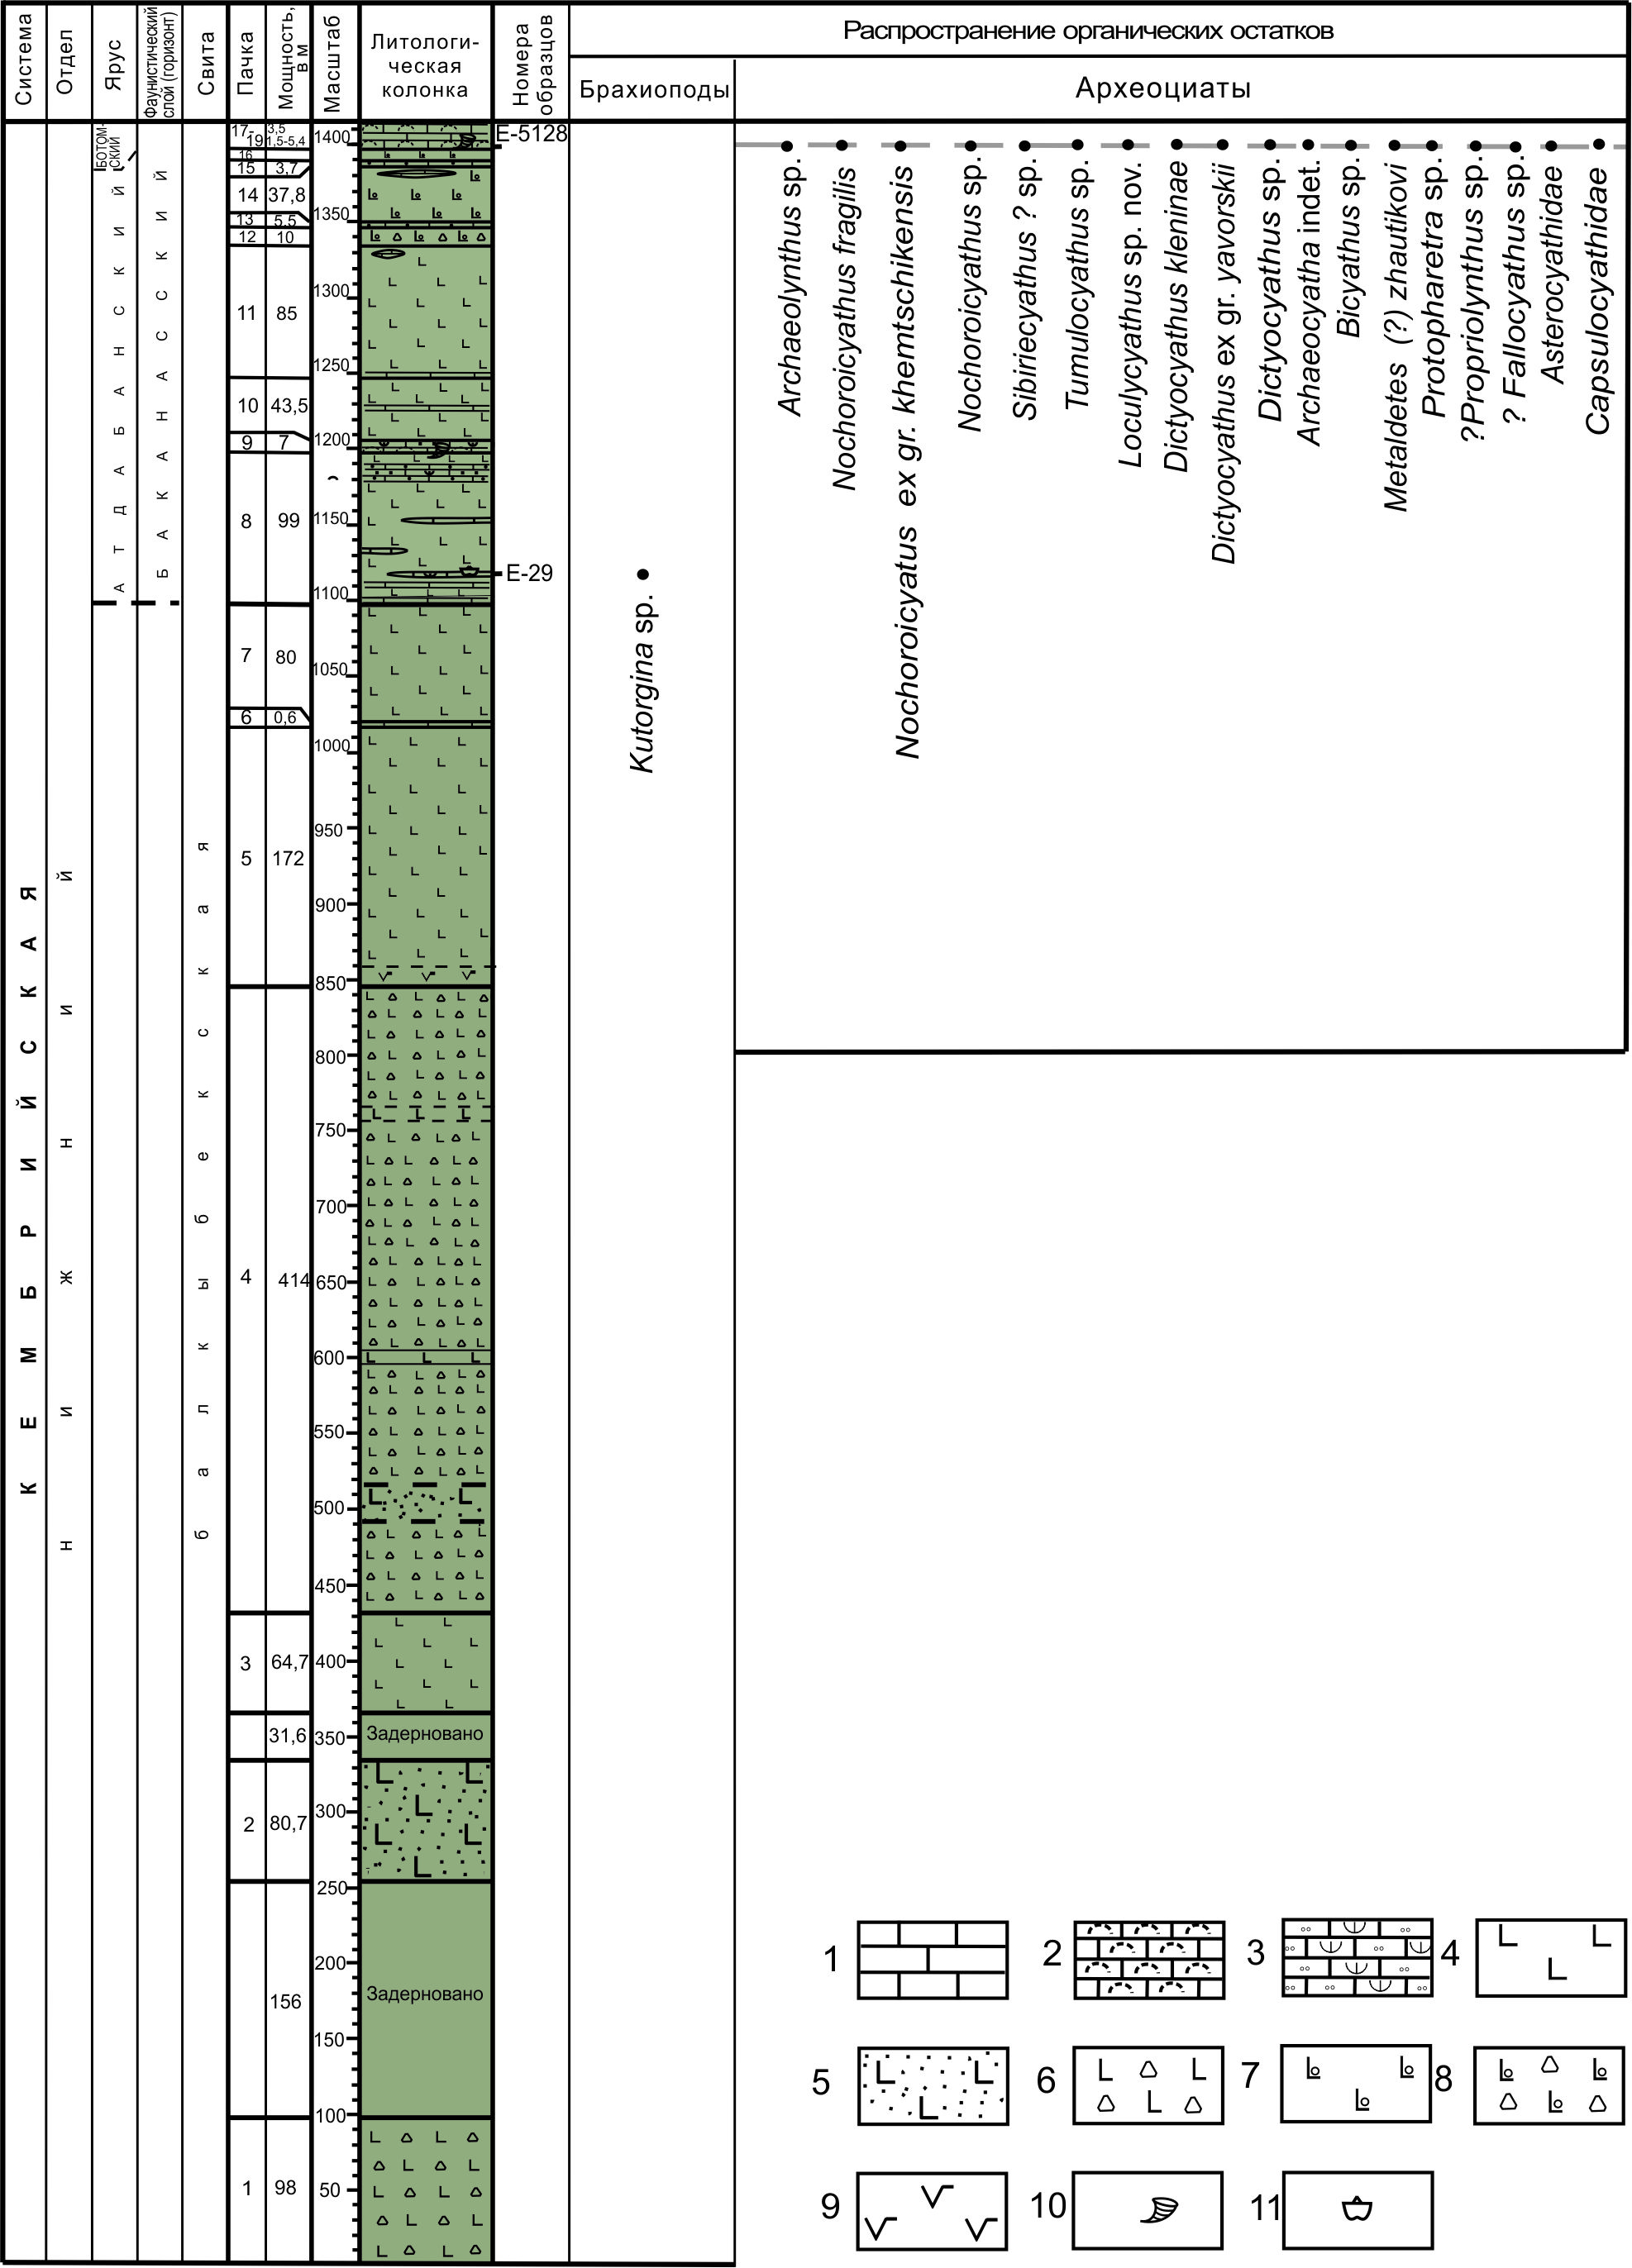 Система
Отдел
Ярус
Фаунистический
слой (горизонт)
Свита
Пачка
Мощность,
в м
Масштаб
Литологи-
ческая
колонка
Номера
образцов
Распространение органических остатков
Брахиоподы
Археоциаты
КЕМБРИЙСКАЯ
НИЖНИЙ
БОТОМ-
СКИЙ
АТДАБАНСКИЙ
БАКАНАССКИЙ
балкыбекская
17-
19
3,5
1,5-5,4
16
15
3,7
14
37,8
13
5,5
12
10
11
85
10
43,5
9
7
8
99
7
80
6
0,6
5
172
4
414
3
64,7
31,6
2
80,7
156
1
98
1400
1350
1300
1250
1200
1150
1100
1050
1000
950
900
850
800
750
700
650
600
550
500
450
400
350
300
250
200
150
100
50
Задерновано
Задерновано
Е-5128
Е-29
Kutorgina sp.
Archaeolynthus sp.
Nochoroicyathus fragilis
Nochoroicyatus ex gr. khemtschikensis
Nochoroicyathus sp.
Sibiriecyathus ? sp.
Tumulocyathus sp.
Loculycyathus sp. nov.
Dictyocyathus kleninae
Dictyocyathus ex gr. yavorskii
Dictyocyathus sp.
Archaeocyatha indet.
Bicyathus sp.
Metaldetes (?) zhautikovi
Protopharetra sp.
?Propriolynthus sp.
? Fallocyathus sp.
Asterocyathidae
Capsulocyathidae
1
2
3
4
5
6
7
8
9
10
11